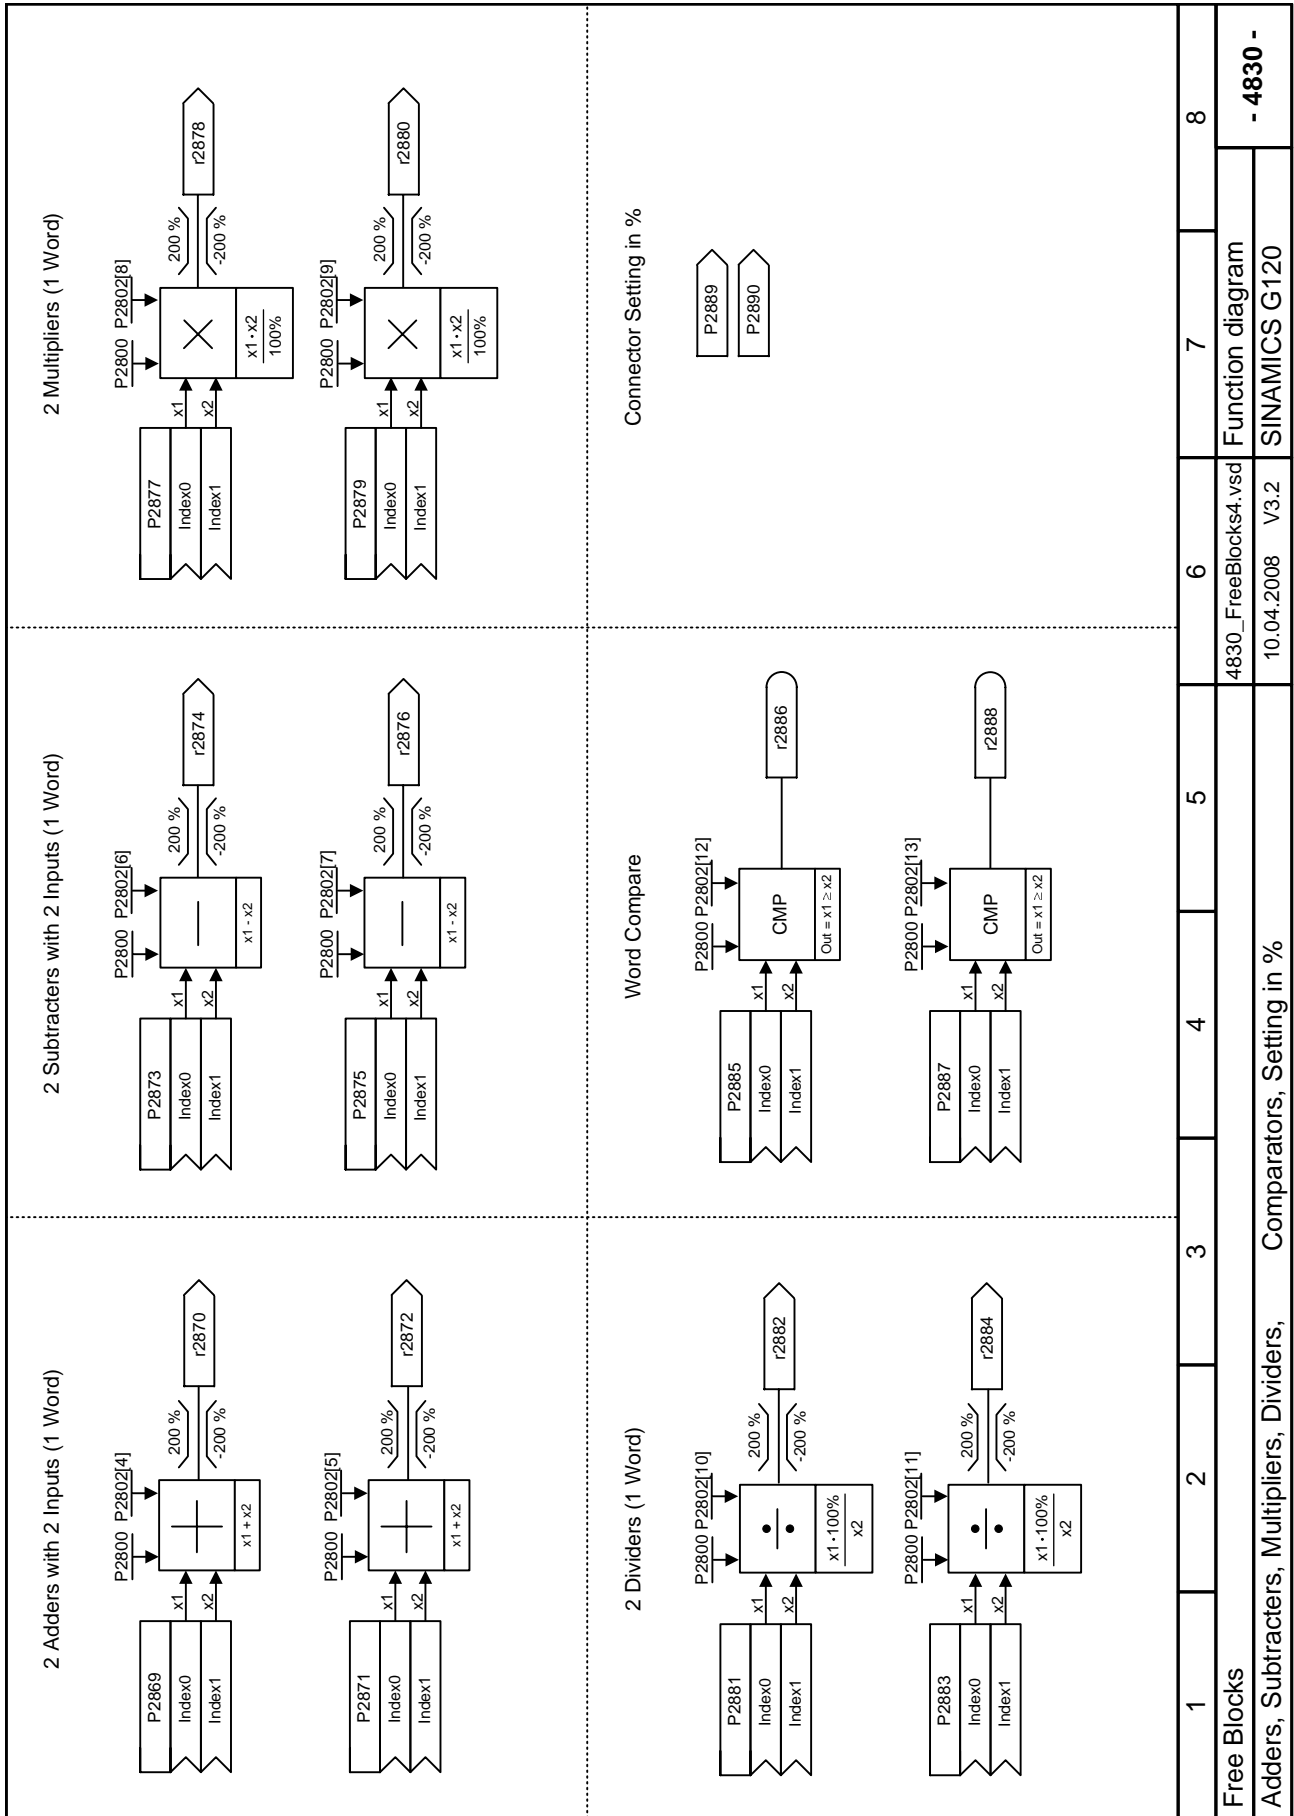 2 Adders with 2 Inputs (1 Word)
P2800 P2802[4]
P2869
Index0
Index1
x1
x2
x1 + x2
200 %
-200 %
r2870
P2800 P2802[5]
P2871
Index0
Index1
x1
x2
x1 + x2
200 %
-200 %
r2872
2 Subtracters with 2 Inputs (1 Word)
P2800 P2802[6]
P2873
Index0
Index1
x1
x2
x1 - x2
200 %
-200 %
r2874
P2800 P2802[7]
P2875
Index0
Index1
x1
x2
x1 - x2
200 %
-200 %
r2876
2 Multipliers (1 Word)
P2800 P2802[8]
P2877
Index0
Index1
x1
x2
x1·x2
100%
200 %
-200 %
r2878
P2800 P2802[9]
P2879
Index0
Index1
x1
x2
x1·x2
100%
200 %
-200 %
r2880
2 Dividers (1 Word)
P2800 P2802[10]
P2881
Index0
Index1
x1
x2
x1·100%
x2
200 %
-200 %
r2882
P2800 P2802[11]
P2883
Index0
Index1
x1
x2
x1·100%
x2
200 %
-200 %
r2884
Word Compare
P2800 P2802[12]
P2885
Index0
Index1
x1
x2
CMP
Out = x1 ≥ x2
r2886
P2800 P2802[13]
P2887
Index0
Index1
x1
x2
CMP
Out = x1 ≥ x2
r2888
Connector Setting in %
P2889
P2890
1 2 3 4 5 6 7 8
Free Blocks
4830_FreeBlocks4.vsd
Function diagram
- 4830 -
Adders, Subtracters, Multipliers, Dividers, Comparators, Setting in %
10.04.2008 V3.2
SINAMICS G120